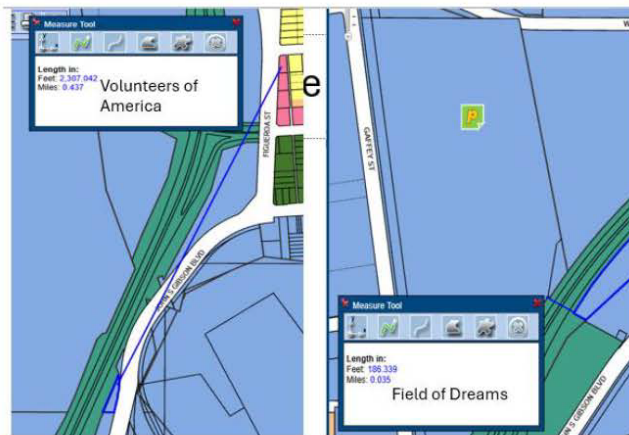 Measure Tool
Length in:
Feet: 2,307.042
Miles: 0.437
Volunteers of
America
e
FIGUEROA ST
JOHN S GIBSON BLVD
GAFFEY ST
W
P
Measure Tool
Length in:
Feet: 186.339
Miles: 0.035
Field of Dreams
N S GIBSON BLVD